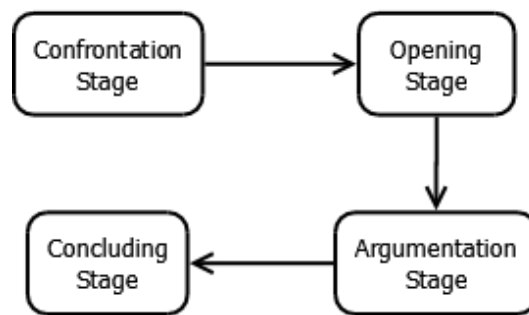 Confrontation
Stage
Opening
Stage
Argumentation
Stage
Concluding
Stage